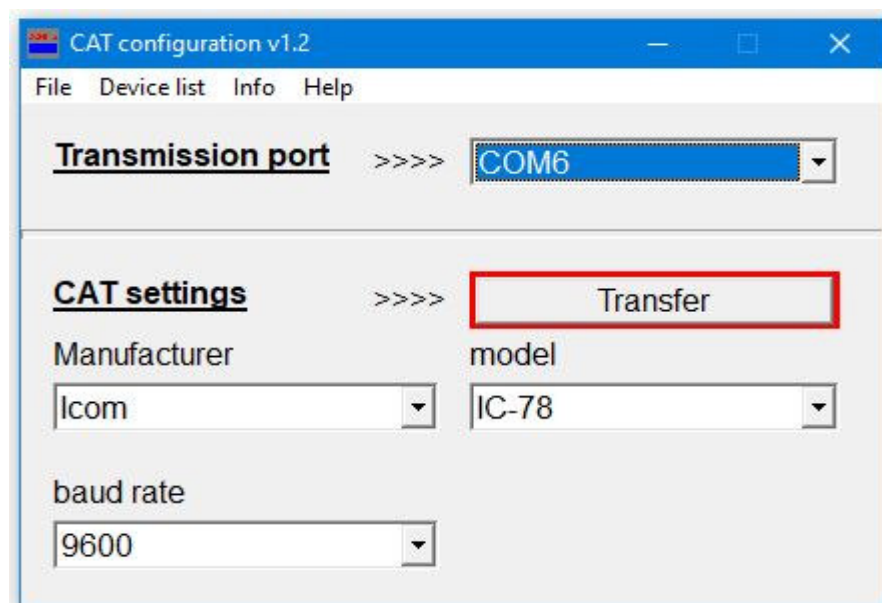 CAT configuration v1.2
File Device list Info Help
Transmission port >>>> COM6
CAT settings >>>> Transfer
Manufacturer model
Icom IC-78
baud rate
9600